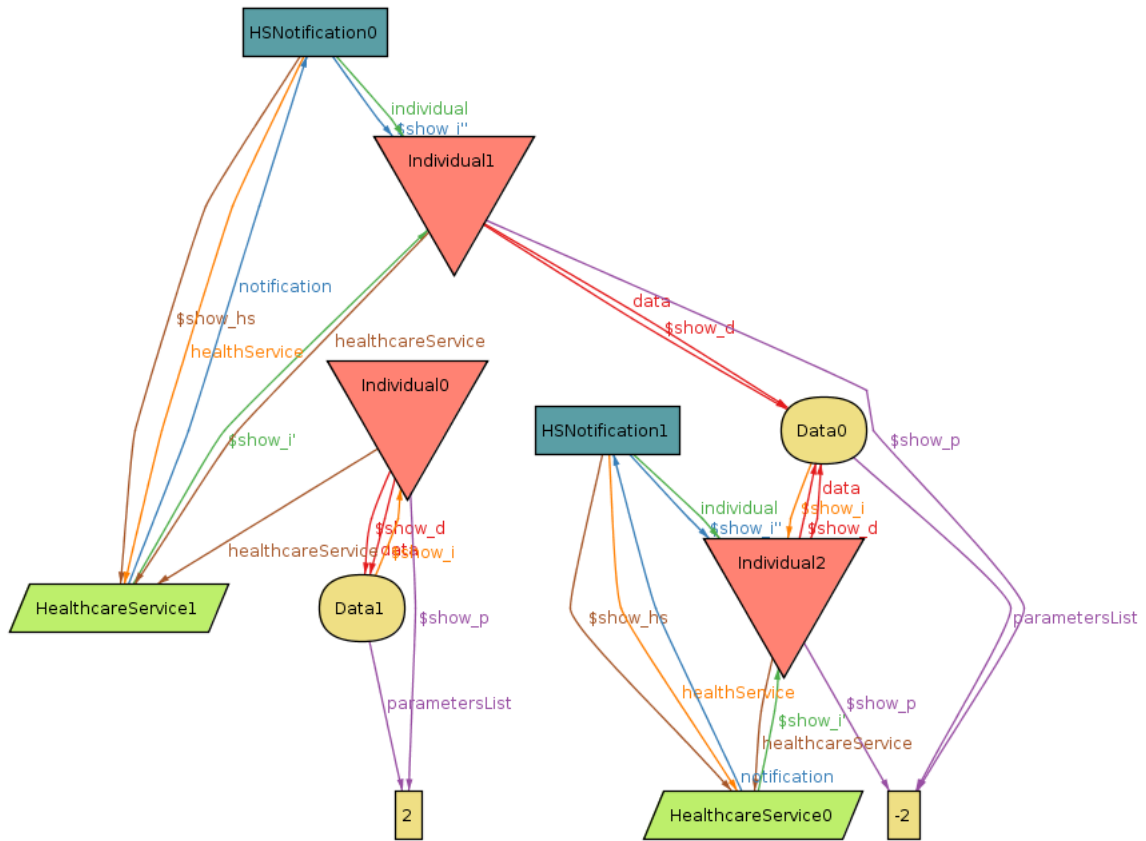 HSNotification0
individual
$show_i''
Individual1
notification
data
$show_hs
$show_d
healthcareService
healthService
Individual0
HSNotification1
Data0
$show_i'
$show_p
data
individual
$show_i
$show_d
$show_i''
$show_d
healthcareService
data
$show_i
Individual2
HealthcareService1
Data1
$show_p
$show_hs
parametersList
healthService
parametersList
$show_p
$show_i'
healthcareService
notification
2
HealthcareService0
-2